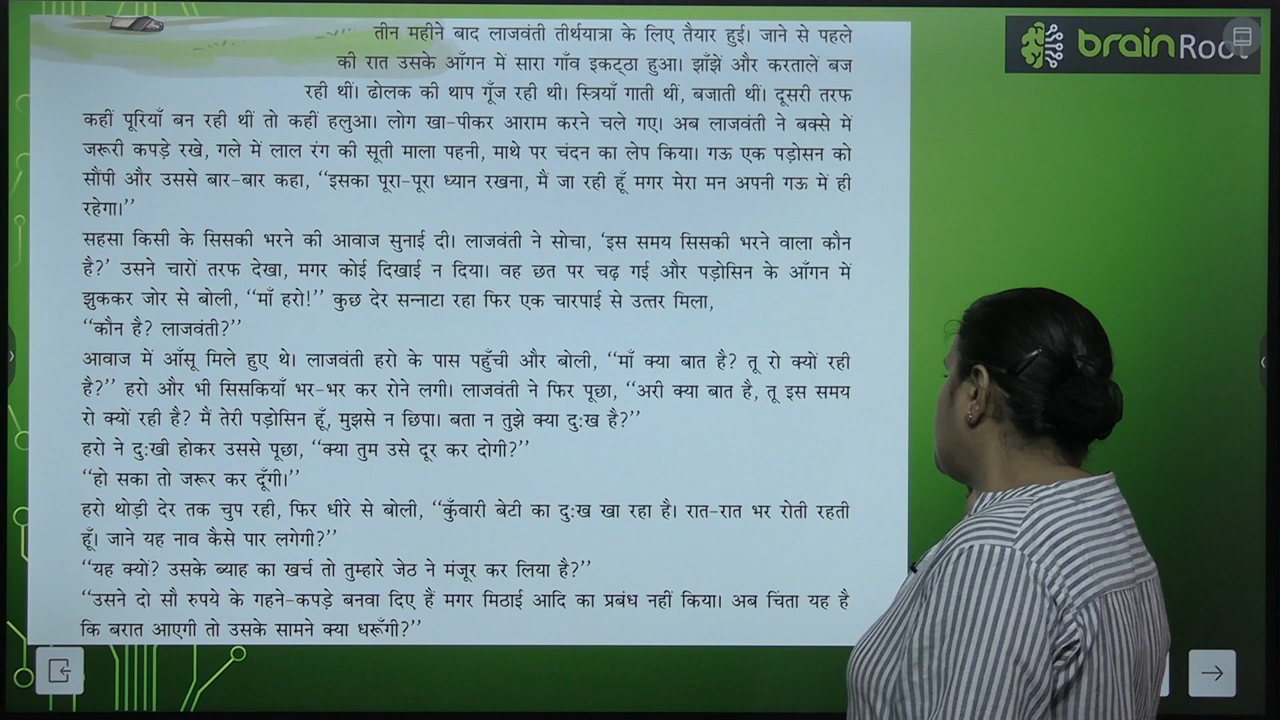 तीन महीने बाद लाजवंती तीर्थयात्रा के लिए तैयार हुई। जाने से पहले
की रात उसके आँगन में सारा गाँव इकट्ठा हुआ। झाँझें और करतालें बज
रही थीं। ढोलक की थाप गूँज रही थी। स्त्रियाँ गाती थीं, बजाती थीं। दूसरी तरफ
कहीं पूरियाँ बन रही थीं तो कहीं हलुआ। लोग खा-पीकर आराम करने चले गए। अब लाजवंती ने बक्से में
जरूरी कपड़े रखे, गले में लाल रंग की सूती माला पहनी, माथे पर चंदन का लेप किया। गऊ एक पड़ोसन को
सौंपी और उससे बार-बार कहा, ‘‘इसका पूरा-पूरा ध्यान रखना, मैं जा रही हूँ मगर मेरा मन अपनी गऊ में ही
रहेगा।’’
सहसा किसी के सिसकी भरने की आवाज सुनाई दी। लाजवंती ने सोचा, ‘इस समय सिसकी भरने वाला कौन
है?’ उसने चारों तरफ देखा, मगर कोई दिखाई न दिया। वह छत पर चढ़ गई और पड़ोसिन के आँगन में
झुककर जोर से बोली, ‘‘माँ हरो!’’ कुछ देर सन्नाटा रहा फिर एक चारपाई से उत्तर मिला,
‘‘कौन है? लाजवंती?’’
आवाज में आँसू मिले हुए थे। लाजवंती हरो के पास पहुँची और बोली, ‘‘माँ क्या बात है? तू रो क्यों रही
है?’’ हरो और भी सिसकियाँ भर-भर कर रोने लगी। लाजवंती ने फिर पूछा, ‘‘अरी क्या बात है, तू इस समय
रो क्यों रही है? मैं तेरी पड़ोसिन हूँ, मुझसे न छिपा। बता न तुझे क्या दुःख है?’’
हरो ने दुःखी होकर उससे पूछा, ‘‘क्या तुम उसे दूर कर दोगी?’’
‘‘हो सका तो जरूर कर दूँगी।’’
हरो थोड़ी देर तक चुप रही, फिर धीरे से बोली, ‘‘कुँवारी बेटी का दुःख खा रहा है। रात-रात भर रोती रहती
हूँ। जाने यह नाव कैसे पार लगेगी?’’
‘‘यह क्यों? उसके ब्याह का खर्च तो तुम्हारे जेठ ने मंजूर कर लिया है?’’
‘‘उसने दो सौ रुपये के गहने-कपड़े बनवा दिए हैं मगर मिठाई आदि का प्रबंध नहीं किया। अब चिंता यह है
कि बरात आएगी तो उसके सामने क्या धरूँगी?’’
brainRoot